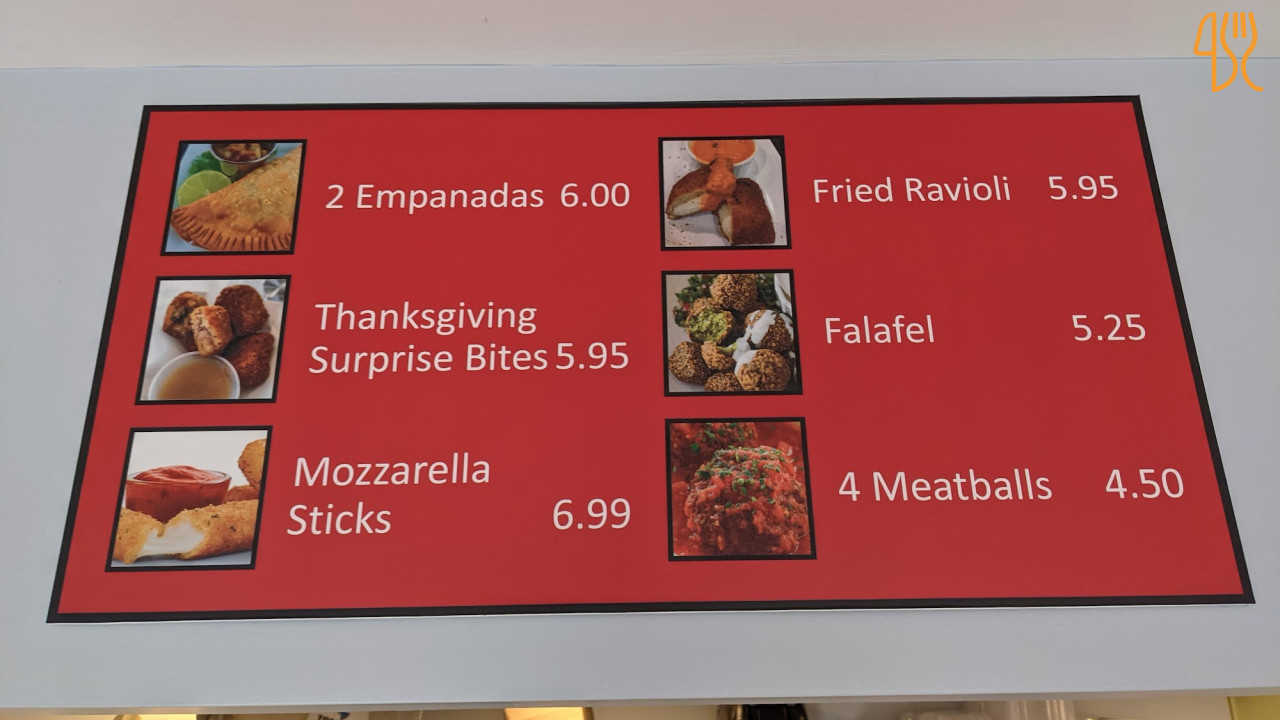 2 Empanadas 6.00
Thanksgiving
Surprise Bites 5.95
Mozzarella
Sticks 6.99
Fried Ravioli 5.95
Falafel 5.25
4 Meatballs 4.50